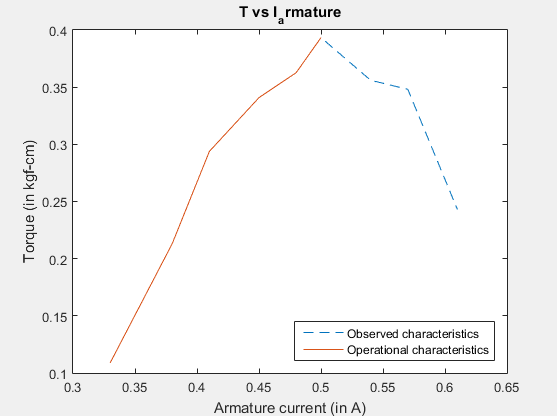 T vs I_armature
0.4
0.35
0.3
0.25
0.2
0.15
0.1
Torque (in kgf-cm)
Observed characteristics
Operational characteristics
0.3 0.35 0.4 0.45 0.5 0.55 0.6 0.65
Armature current (in A)